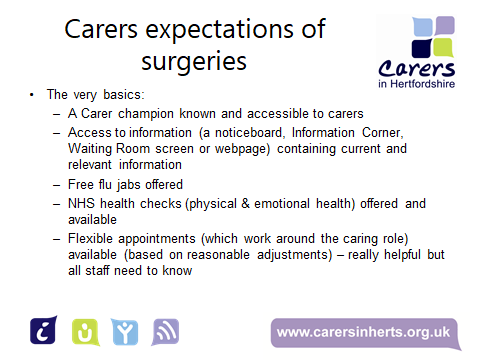 Carers expectations of
surgeries
Carers
in Hertfordshire
• The very basics:
– A Carer champion known and accessible to carers
– Access to information (a noticeboard, Information Corner,
Waiting Room screen or webpage) containing current and
relevant information
– Free flu jabs offered
– NHS health checks (physical & emotional health) offered and
available
– Flexible appointments (which work around the caring role)
available (based on reasonable adjustments) – really helpful but
all staff need to know
www.carersinherts.org.uk